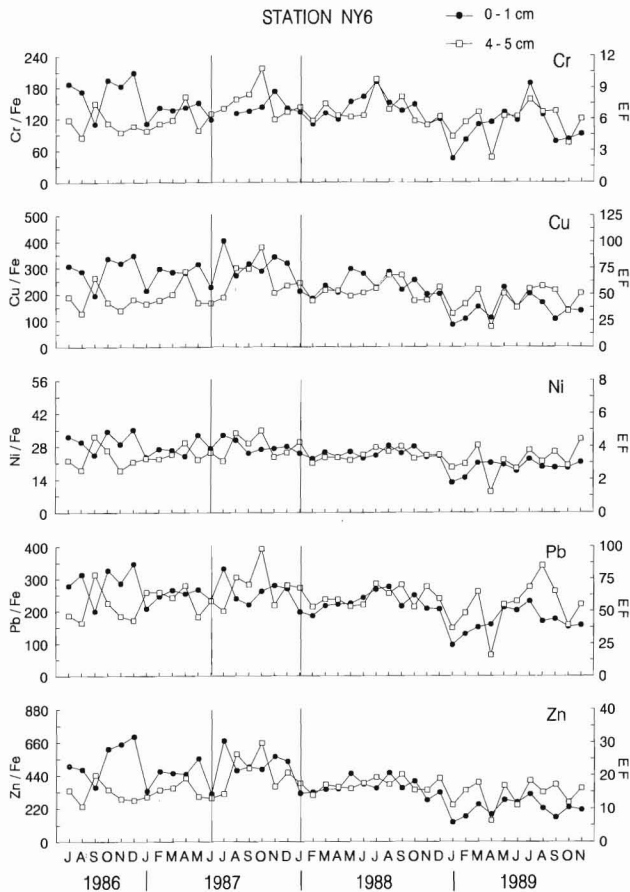 STATION NY6
0 - 1 cm
4 - 5 cm
Cr
Cr / Fe
240
180
120
60
0
12
9
6
3
0
EF
Cu
Cu / Fe
500
400
300
200
100
0
125
100
75
50
25
0
EF
Ni
Ni / Fe
56
42
28
14
0
8
6
4
2
0
EF
Pb
Pb / Fe
400
300
200
100
0
100
75
50
25
0
EF
Zn
Zn / Fe
880
660
440
220
0
40
30
20
10
0
EF
J A S O N D J F M A M J J A S O N D J F M A M J J A S O N D J F M A M J J A S O N
1986 1987 1988 1989